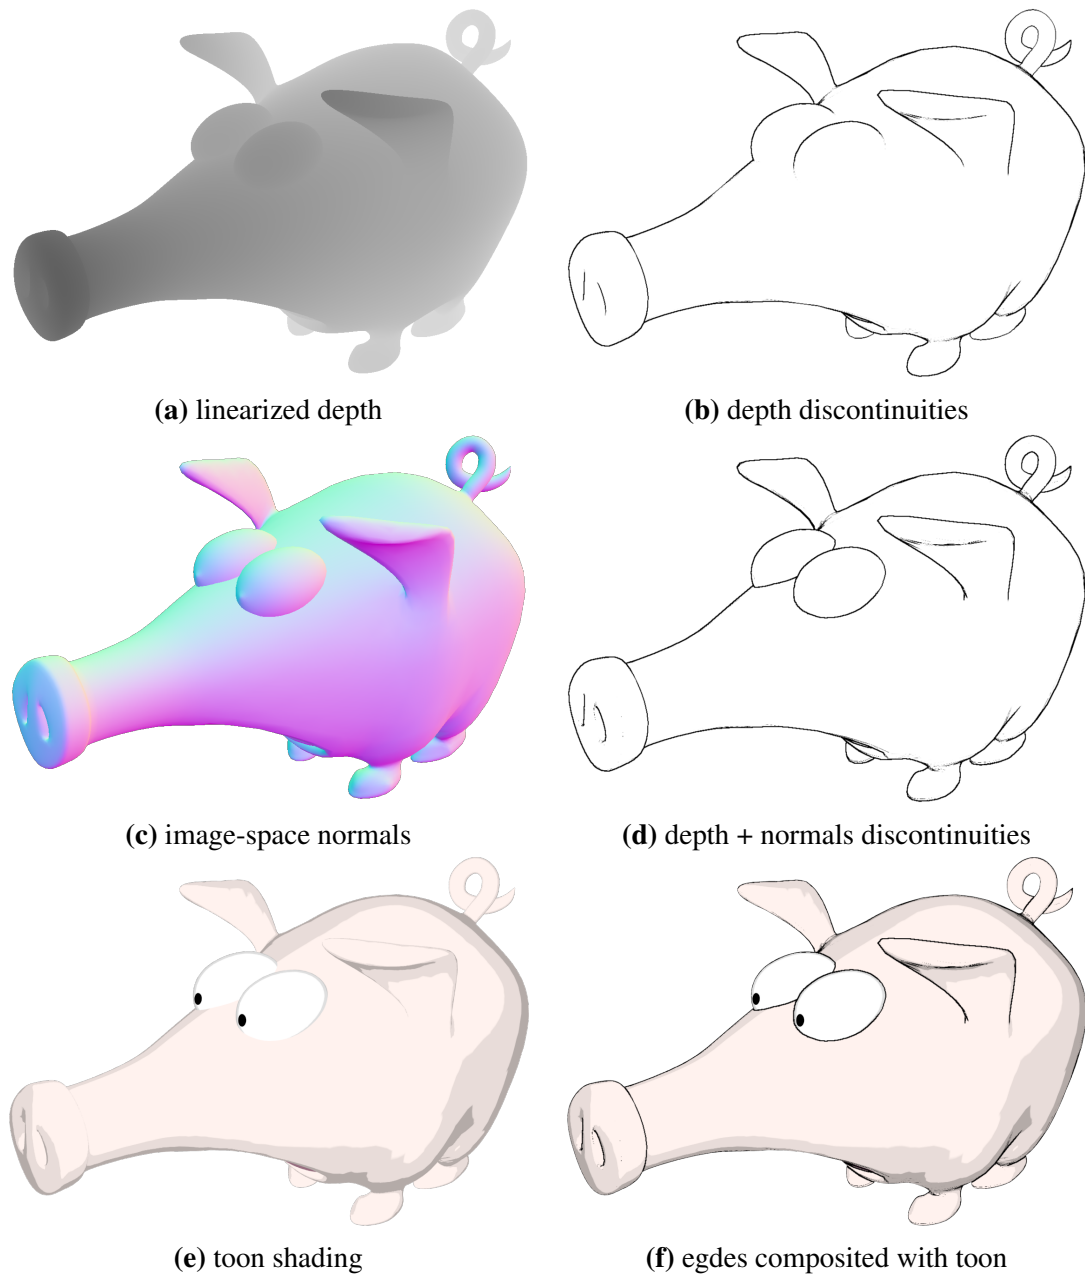 (a) linearized depth
(b) depth discontinuities
(c) image-space normals
(d) depth + normals discontinuities
(e) toon shading
(f) egdes composited with toon